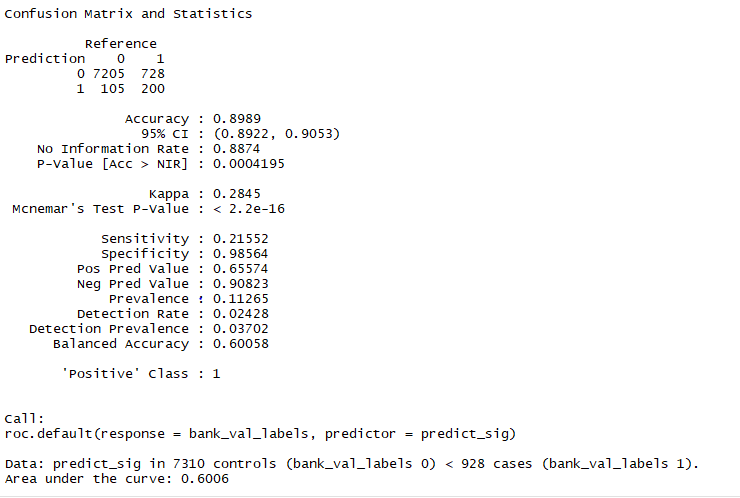 Confusion Matrix and Statistics
Reference
Prediction 0 1
0 7205 728
1 105 200
Accuracy : 0.8989
95% CI : (0.8922, 0.9053)
No Information Rate : 0.8874
P-Value [Acc > NIR] : 0.0004195
Kappa : 0.2845
Mcnemar's Test P-Value : < 2.2e-16
Sensitivity : 0.21552
Specificity : 0.98564
Pos Pred Value : 0.65574
Neg Pred Value : 0.90823
Prevalence : 0.11265
Detection Rate : 0.02428
Detection Prevalence : 0.03702
Balanced Accuracy : 0.60058
'Positive' Class : 1
Call:
roc.default(response = bank_val_labels, predictor = predict_sig)
Data: predict_sig in 7310 controls (bank_val_labels 0) < 928 cases (bank_val_labels 1).
Area under the curve: 0.6006